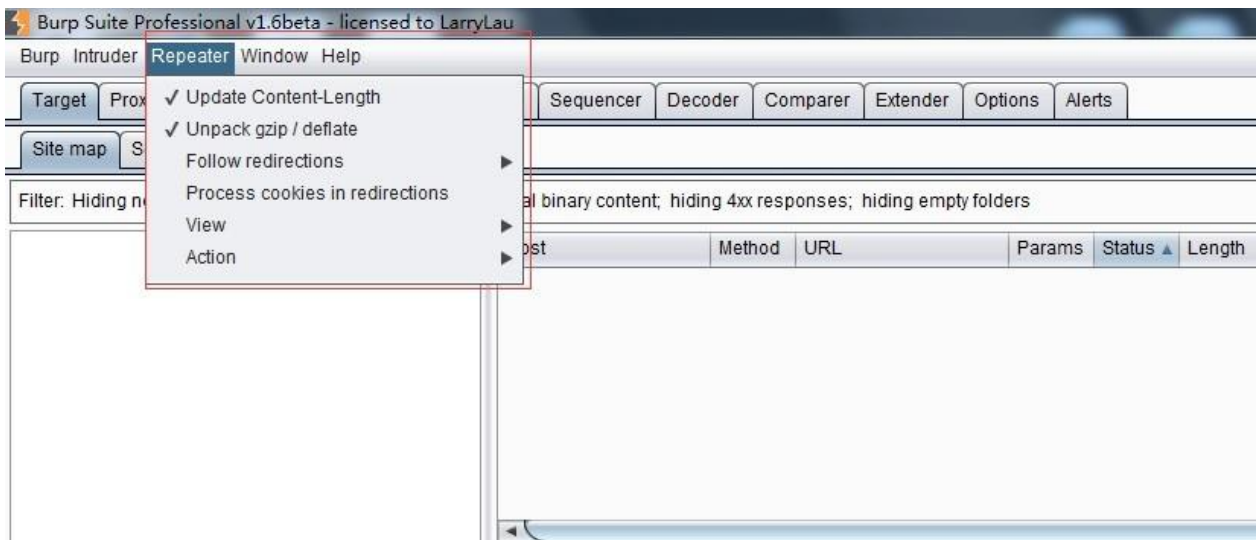 Burp Suite Professional v1.6beta - licensed to LarryLau
Burp Intruder Repeater Window Help
Target Prox Sequencer Decoder Comparer Extender Options Alerts
✓ Update Content-Length
✓ Unpack gzip / deflate
Site map S
Follow redirections
Process cookies in redirections
Filter: Hiding n al binary content; hiding 4xx responses; hiding empty folders
View
Action
ost Method URL Params Status Length